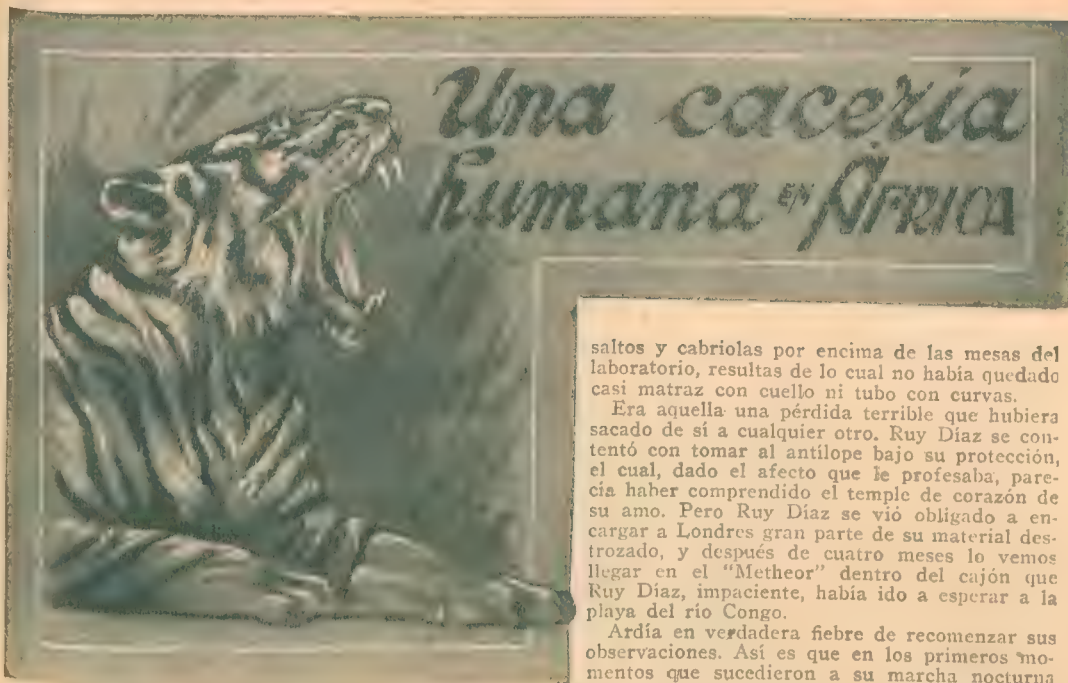 Una cacería
humana EN ÁFRICA
saltos y cabriolas por encima de las mesas del
laboratorio, resultas de lo cual no había quedado
casi matraz con cuello ni tubo con curvas.
Era aquella una pérdida terrible que hubiera
sacado de sí a cualquier otro. Ruy Díaz se con-
tentó con tomar al antílope bajo su protección,
el cual, dado el afecto que le profesaba, pare-
cía haber comprendido el temple de corazón de
su amo. Pero Ruy Díaz se vió obligado a en-
cargar a Londres gran parte de su material des-
trozado, y después de cuatro meses lo vemos
llegar en el "Metheor" dentro del cajón que
Ruy Díaz, impaciente, había ido a esperar a la
playa del río Congo.
Ardía en verdadera fiebre de recomenzar sus
observaciones. Así es que en los primeros mo-
mentos que sucedieron a su marcha nocturna